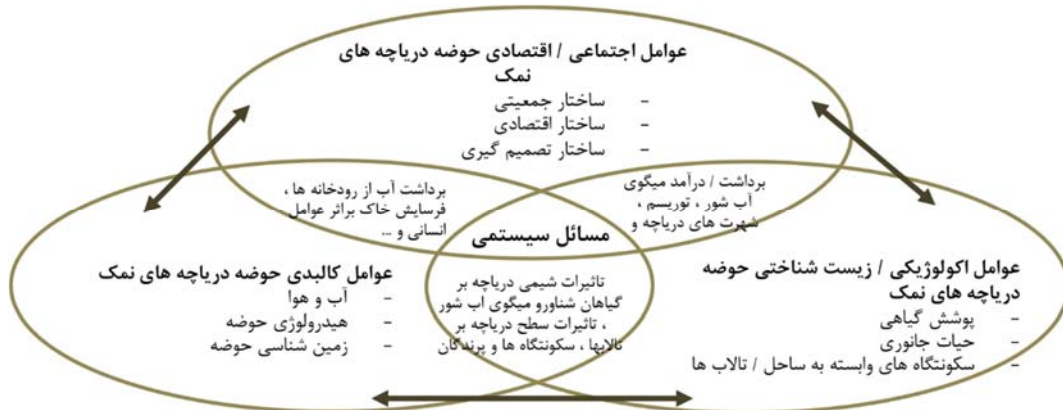 عوامل اجتماعی / اقتصادی حوضه دریاچه های
نمک
- ساختار جمعیتی
- ساختار اقتصادی
- ساختار تصمیم گیری
برداشت / درآمد میگوی
آب شور ، توریسم ،
شهرت های دریاچه و
برداشت آب از رودخانه ها ،
فرسایش خاک براثر عوامل
انسانی و ...
مسائل سیستمی
عوامل اکولوژیکی / زیست شناختی حوضه
دریاچه های نمک
- پوشش گیاهی
- حیات جانوری
- سکونتگاه های وابسته به ساحل / تالاب ها
تاثیرات شیمی دریاچه بر
گیاهان شناورو میگوی اب شور
، تاثیرات سطح دریاچه بر
تالابها ، سکونتگاه ها و پرندگان
عوامل کالبدی حوضه دریاچه های نمک
- آب و هوا
- هیدرولوژی حوضه
- زمین شناسی حوضه